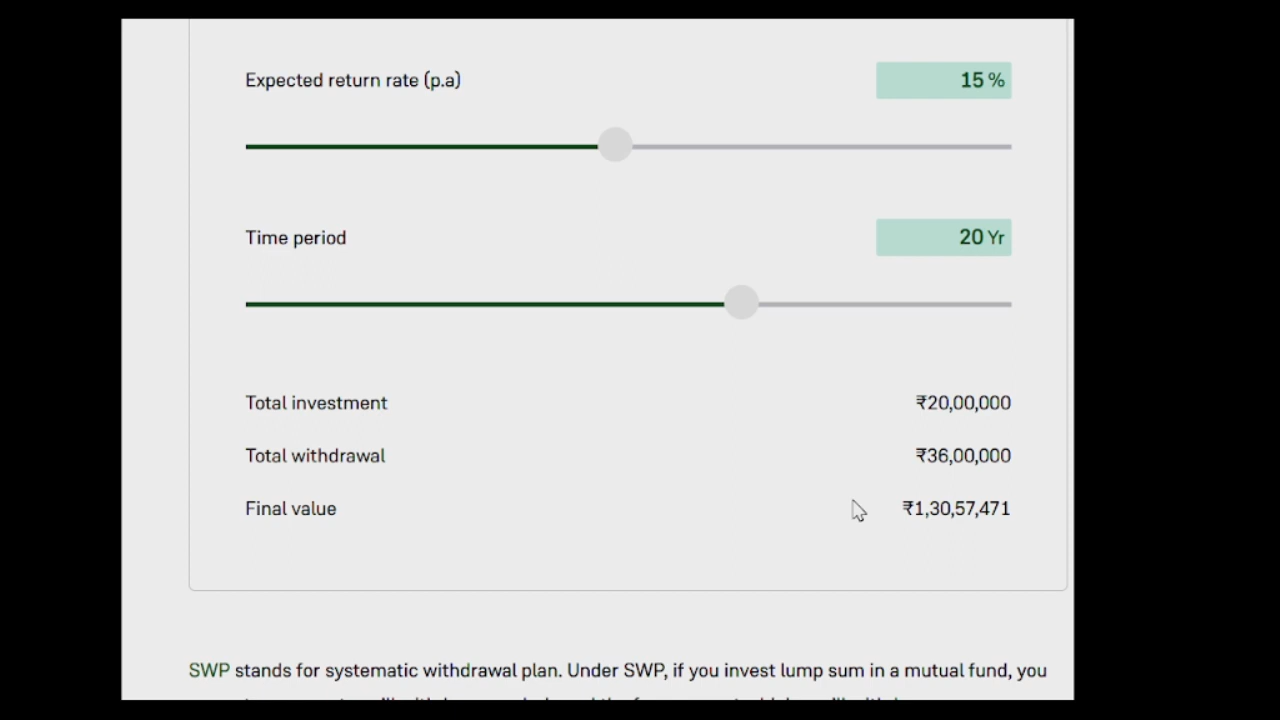 Expected return rate (p.a) 15 %
Time period 20 Yr
Total investment ₹20,00,000
Total withdrawal ₹36,00,000
Final value ₹1,30,57,471
SWP stands for systematic withdrawal plan. Under SWP, if you invest lump sum in a mutual fund, you